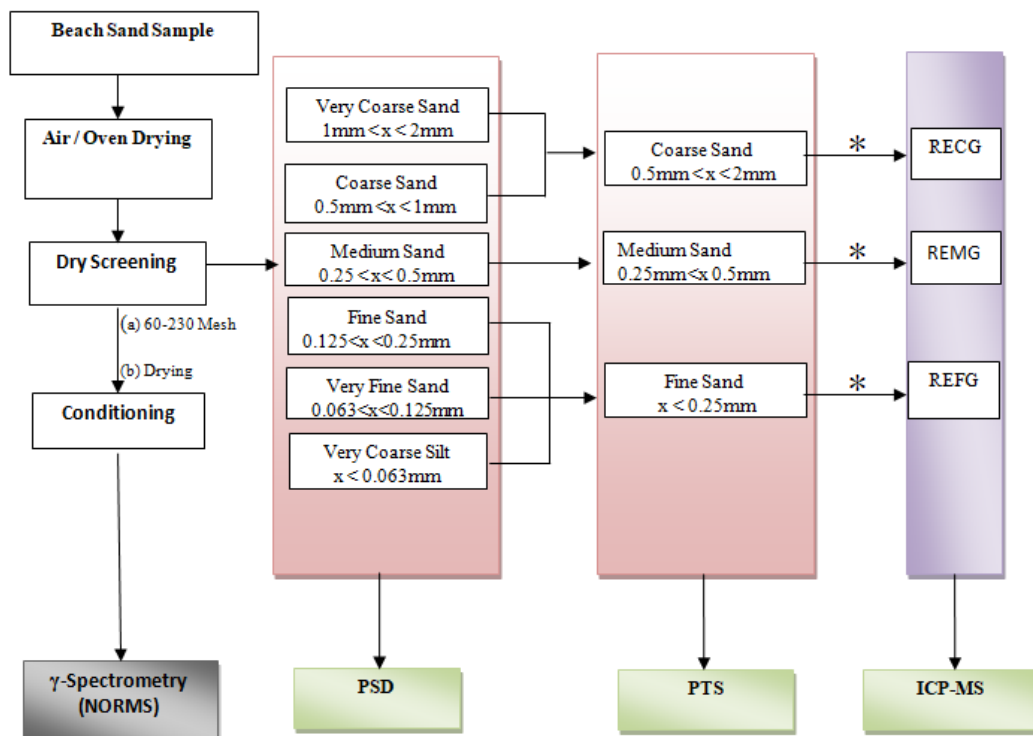 Beach Sand Sample
Air / Oven Drying
Dry Screening
(a) 60-230 Mesh
(b) Drying
Conditioning
γ-Spectrometry
(NORMS)
Very Coarse Sand
1mm < x < 2mm
Coarse Sand
0.5mm <x < 1mm
Medium Sand
0.25 <x < 0.5mm
Fine Sand
0.125<x <0.25mm
Very Fine Sand
0.063<x<0.125mm
Very Coarse Silt
x < 0.063mm
PSD
Coarse Sand
0.5mm <x < 2mm
Medium Sand
0.25mm<x 0.5mm
Fine Sand
x < 0.25mm
PTS
*
*
*
RECG
REMG
REFG
ICP-MS